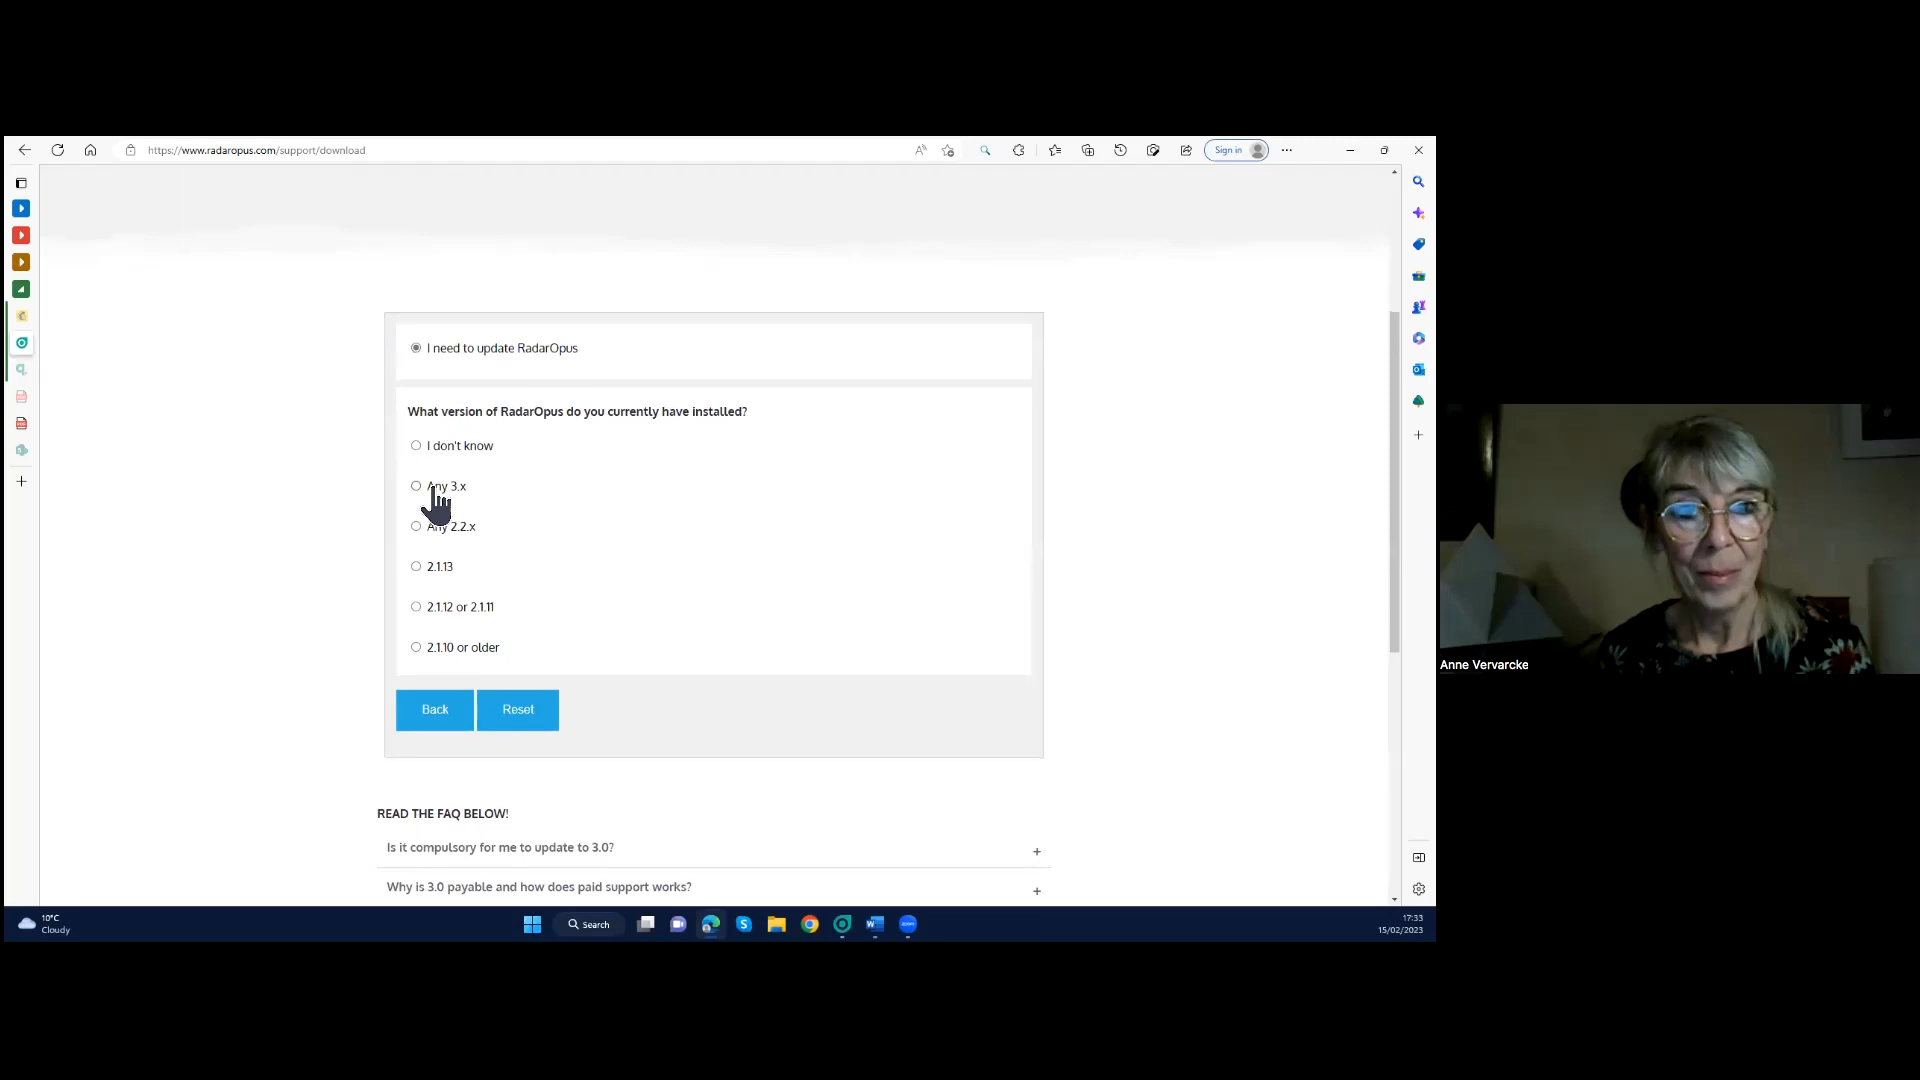 https://www.radaropus.com/support/download
Sign in
I need to update RadarOpus
What version of RadarOpus do you currently have installed?
I don't know
Any 3.x
Any 2.2.x
2.1.13
2.1.12 or 2.1.11
2.1.10 or older
Back
Reset
READ THE FAQ BELOW!
Is it compulsory for me to update to 3.0?
+
Why is 3.0 payable and how does paid support works?
+
Anne Vervarcke
10°C
Cloudy
Search
17:33
15/02/2023